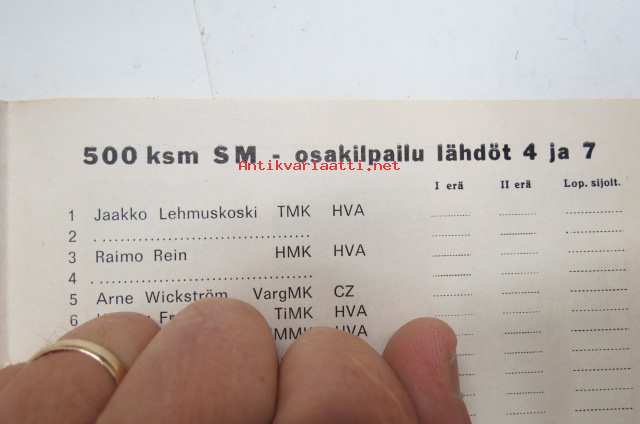 500 ksm SM - osakilpailu lähdöt 4 ja 7
Antikvariaatti.net
I erä II erä Lop. sijoit.
1 Jaakko Lehmuskoski TMK HVA
2
3 Raimo Rein HMK HVA
4
5 Arne Wickström VargMK CZ
6 TiMK HVA
HVA